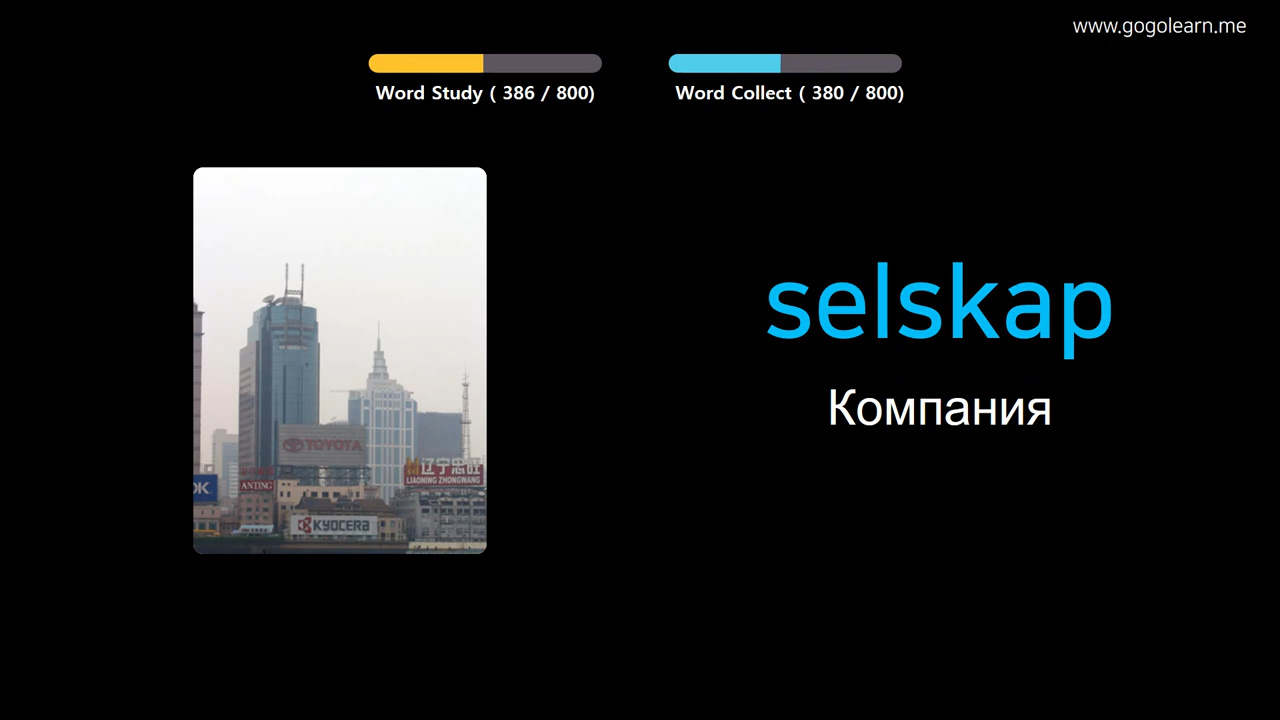 www.gogolearn.me
Word Study ( 386 / 800)
Word Collect ( 380 / 800)
selskap
Компания
TOYOTA
辽宁忠旺
LIAONING ZHONGWANG
ANTING
OK
KYOCERA